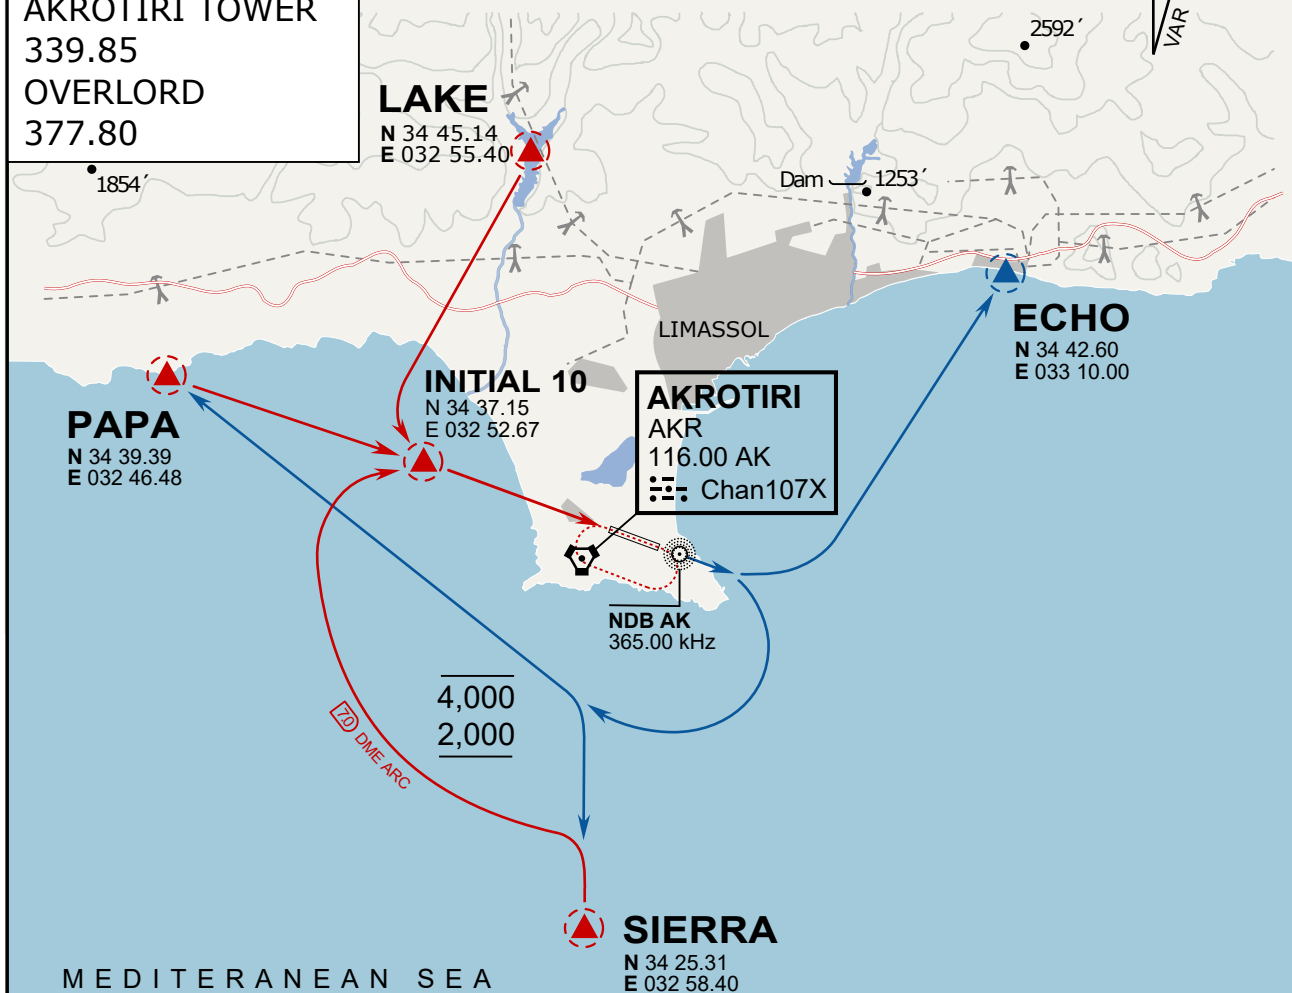 AKROTIRI TOWER
339.85
OVERLORD
377.80
VAR
2592´
LAKE
N 34 45.14
E 032 55.40
1854´
Dam
1253´
LIMASSOL
ECHO
N 34 42.60
E 033 10.00
INITIAL 10
N 34 37.15
E 032 52.67
AKROTIRI
AKR
116.00 AK
Chan107X
PAPA
N 34 39.39
E 032 46.48
NDB AK
365.00 kHz
4,000
2,000
7.0 DME ARC
SIERRA
N 34 25.31
E 032 58.40
MEDITERANEAN SEA